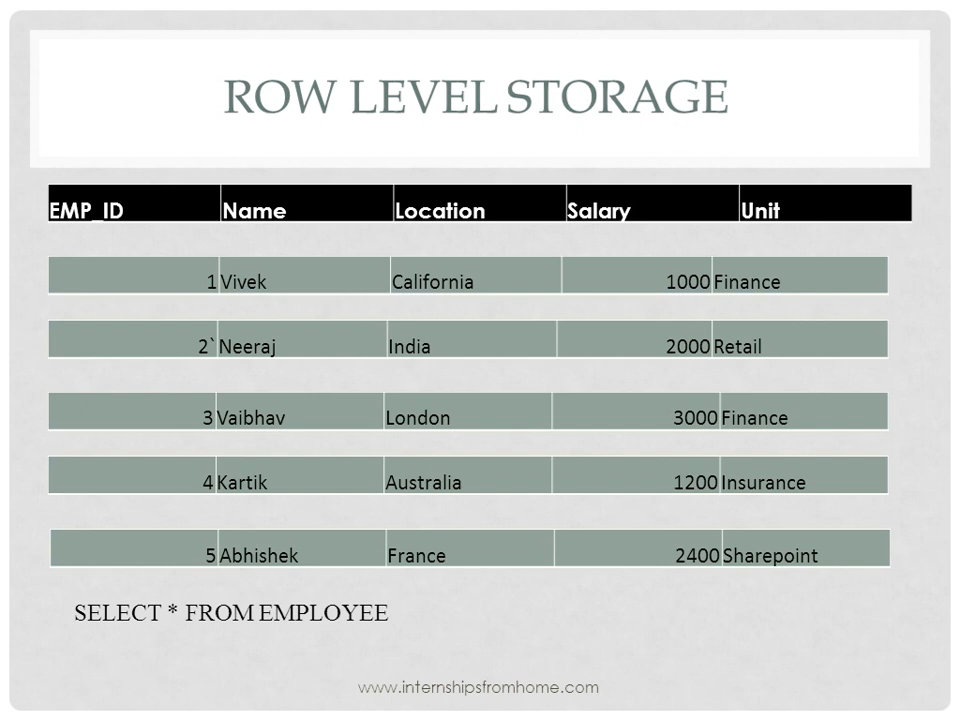 ROW LEVEL STORAGE
EMP_ID Name Location Salary Unit
1 Vivek California 1000 Finance
2` Neeraj India 2000 Retail
3 Vaibhav London 3000 Finance
4 Kartik Australia 1200 Insurance
5 Abhishek France 2400 Sharepoint
SELECT * FROM EMPLOYEE
www.internshipsfromhome.com